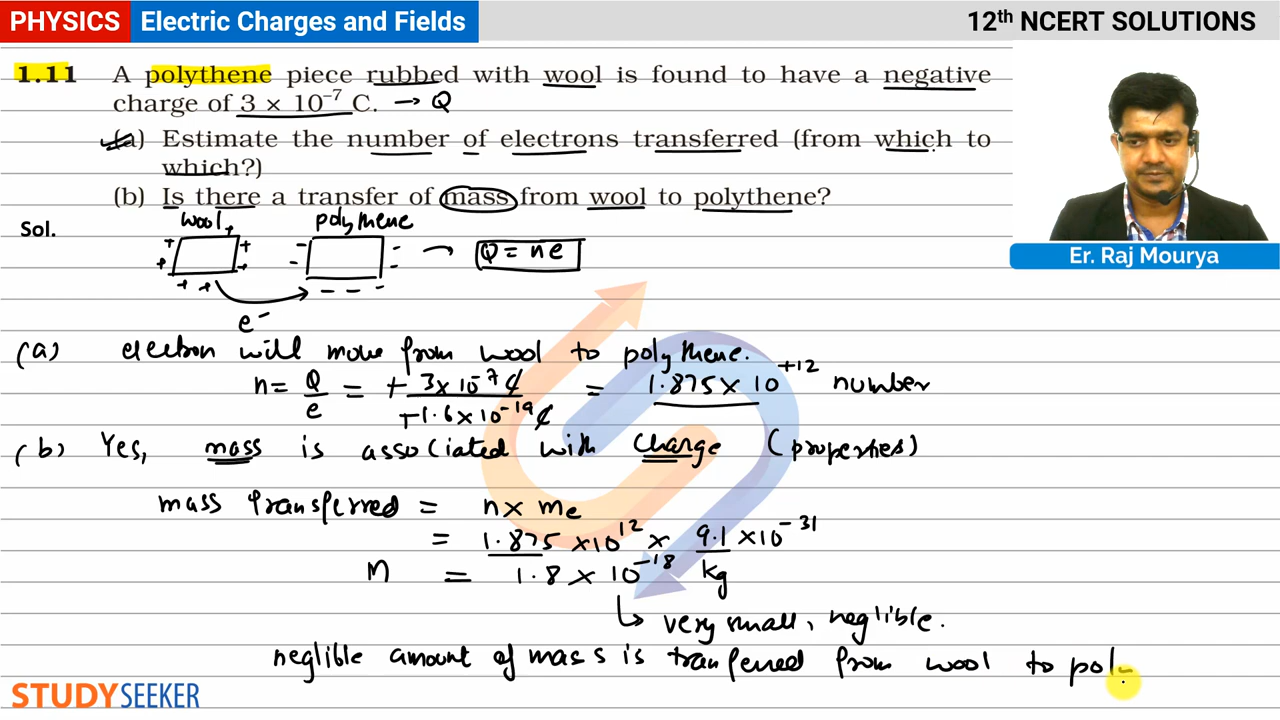 PHYSICS Electric Charges and Fields 12th NCERT SOLUTIONS
1.11 A polythene piece rubbed with wool is found to have a negative
charge of 3 × 10⁻⁷ C. → Q
(a) Estimate the number of electrons transferred (from which to
which?)
(b) Is there a transfer of mass from wool to polythene?
Sol. wool polythene
Q = ne
e⁻
Er. Raj Mourya
(a) electron will move from wool to polythene.
n = Q/e = + 3×10⁻⁷ C / +1.6×10⁻¹⁹ C = 1.875 × 10⁺¹² number
(b) Yes, mass is associated with charge (properties)
mass transferred = n × me
= 1.875 ×10¹² × 9.1 ×10⁻³¹
= 1.8 × 10⁻¹⁸ kg
↳ very small, neglible.
neglible amount of mass is tranferred from wool to pol
STUDYSEEKER